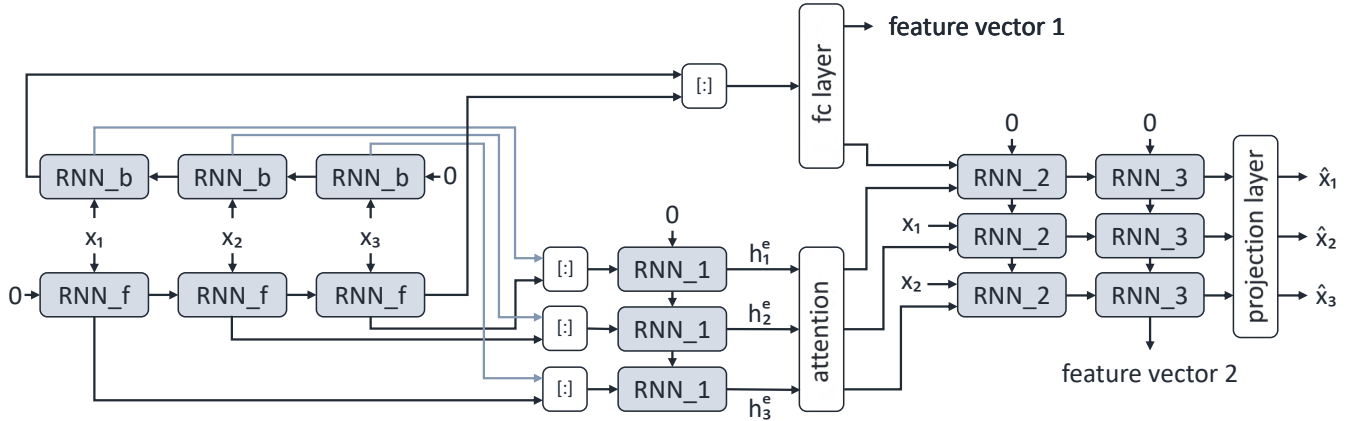 feature vector 1
fc layer
[:]
0
0
RNN_b
RNN_b
RNN_b
0
RNN_2
RNN_3
x̂₁
x₁
x₂
x₃
0
x₁
RNN_2
RNN_3
x̂₂
0
RNN_f
RNN_f
RNN_f
[:]
RNN_1
h₁ᵉ
x₂
RNN_2
RNN_3
x̂₃
projection layer
[:]
RNN_1
h₂ᵉ
attention
feature vector 2
[:]
RNN_1
h₃ᵉ